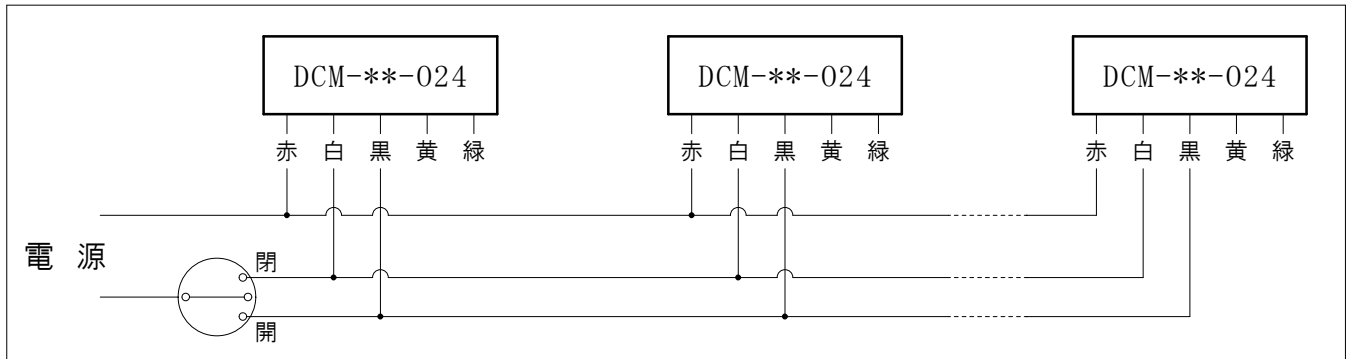 DCM-**-024 DCM-**-024 DCM-**-024
赤 白 黒 黄 緑 赤 白 黒 黄 緑 赤 白 黒 黄 緑
電 源
閉
開